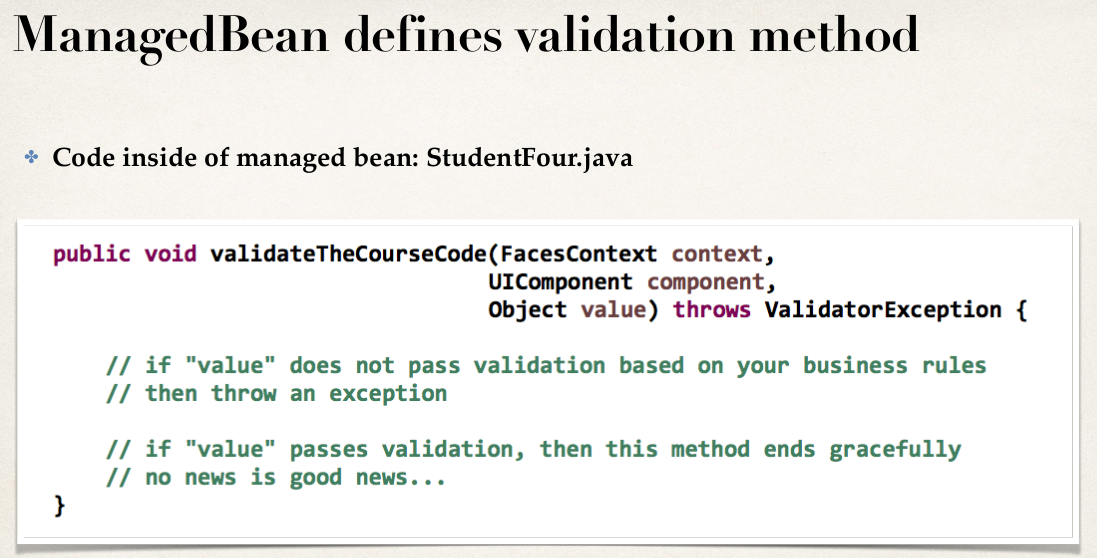 ManagedBean defines validation method
Code inside of managed bean: StudentFour.java
public void validateTheCourseCode(FacesContext context,
UIComponent component,
Object value) throws ValidatorException {
// if "value" does not pass validation based on your business rules
// then throw an exception
// if "value" passes validation, then this method ends gracefully
// no news is good news...
}